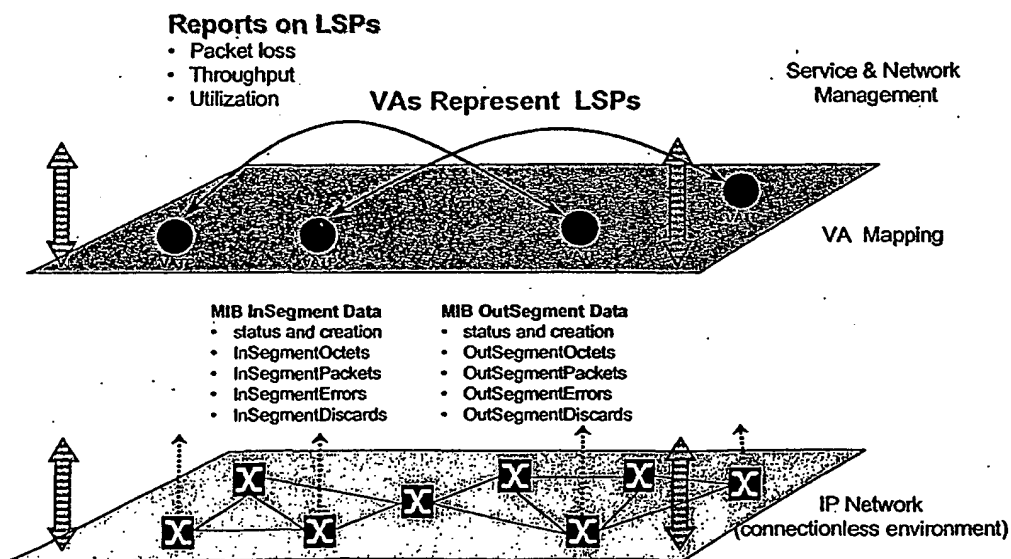 Reports on LSPs
• Packet loss
• Throughput
• Utilization
VAs Represent LSPs
Service & Network
Management
VA Mapping
MIB InSegment Data
• status and creation
• InSegmentOctets
• InSegmentPackets
• InSegmentErrors
• InSegmentDiscards
MIB OutSegment Data
• status and creation
• OutSegmentOctets
• OutSegmentPackets
• OutSegmentErrors
• OutSegmentDiscards
IP Network
(connectionless environment)